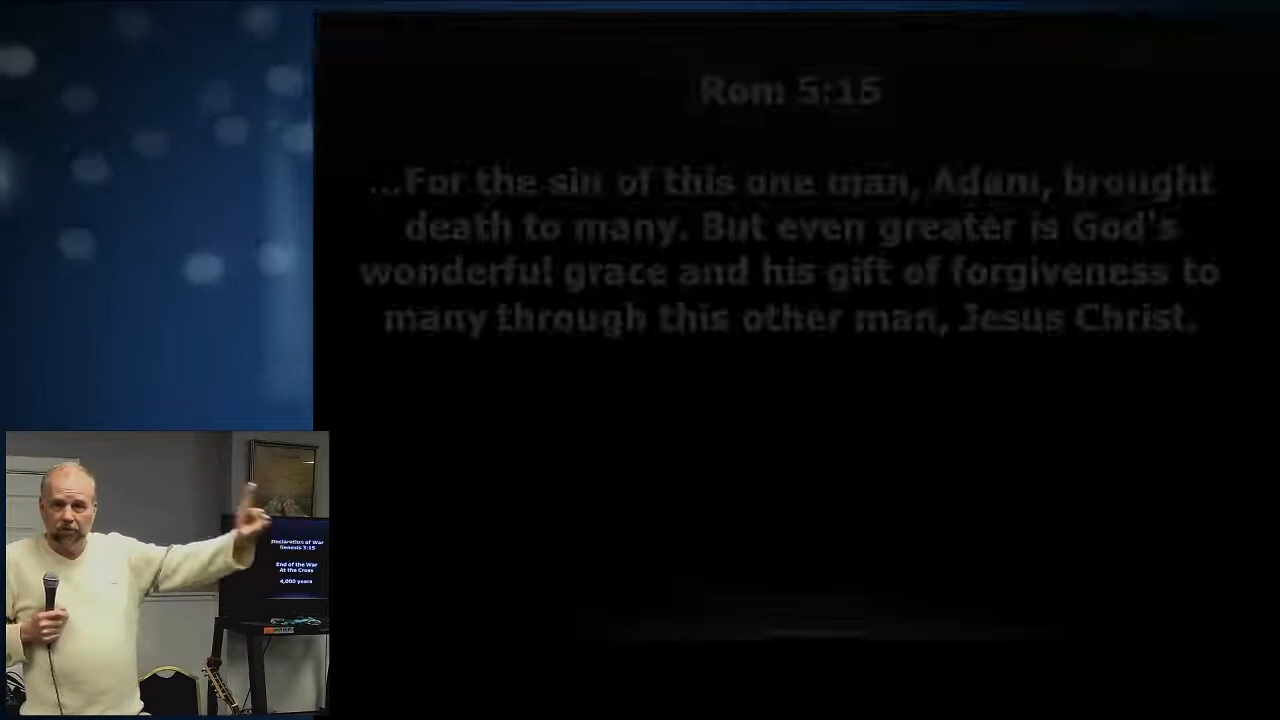 Rom 5:15
...For the sin of this one man, Adam, brought
death to many. But even greater is God's
wonderful grace and his gift of forgiveness to
many through this other man, Jesus Christ.
Declaration of War
Genesis 3:15
End of the War
At the Cross
4,000 years